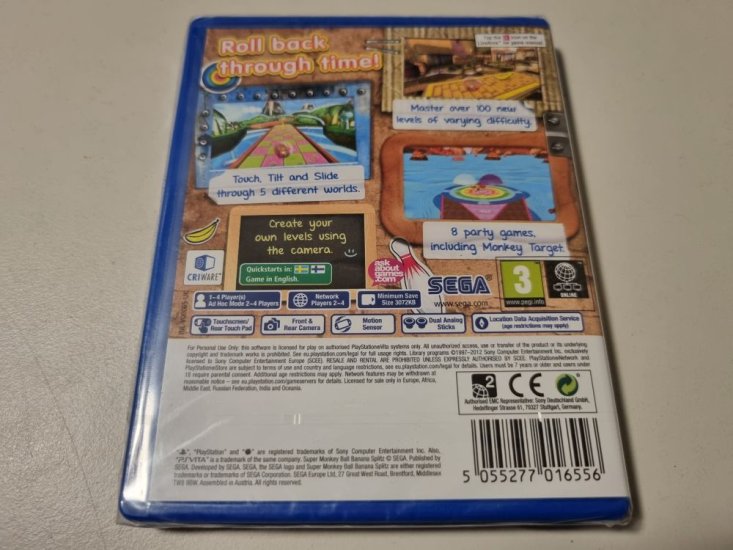 Roll back
through time!
Master over 100 new
levels of varying difficulty.
Touch, Tilt and Slide
through 5 different worlds.
Create your
own levels using
the camera.
8 party games,
including Monkey Target.
Quickstarts in:
Game in English.
CRIWARE
ask
about
games
.com
SEGA
www.sega.com
3
www.pegi.info
ONLINE
1-4 Player(s)
Ad Hoc Mode 2-4 Players
Network
Players 2-4
Minimum Save
Size 3072KB
Touchscreen/
Rear Touch Pad
Front &
Rear Camera
Motion
Sensor
Dual Analog
Sticks
Location Data Acquisition Service
(age restrictions may apply)
For Personal Use Only: this software is licensed for play on authorised PlayStation®Vita systems only. All unauthorized access, use or transfer of the product or its underlying
copyright and trademark works is prohibited. See eu.playstation.com/legal for full usage rights. Library programs ©1997-2012 Sony Computer Entertainment Inc. exclusively
licensed to Sony Computer Entertainment Europe (SCEE). RESALE AND RENTAL ARE PROHIBITED UNLESS EXPRESSLY AUTHORISED BY SCEE. Access to
PlayStation®Store are subject to terms of use and country and language restrictions, see eu.playstation.com/legal. Users must be 7 years or older and users under
18 require parental consent. Additional age restrictions may apply. Network features may be withdrawn at
reasonable notice – see eu.playstation.com/gameservers for details. Licensed for sale only in Europe, Africa,
Middle East, Russian Federation, India and Oceania.
2
CE
Authorised EMC Representative: Sony Deutschland GmbH,
Hedelfinger Strasse 61, 70327 Stuttgart, Germany.
"PlayStation" and are trademarks of Sony Computer Entertainment Inc. Also,
"PSVITA" is a trademark of the same company. Super Monkey Ball Banana Splitz © SEGA. Published by
SEGA. Developed by SEGA. SEGA, the SEGA logo and Super Monkey Ball Banana Splitz are either registered
trademarks or trademarks of SEGA Corporation. SEGA Europe Ltd, 27 Great West Road, Brentford, Middlesex
TW8 9BW. Assembled in Austria. All rights reserved.
5 055277 016556